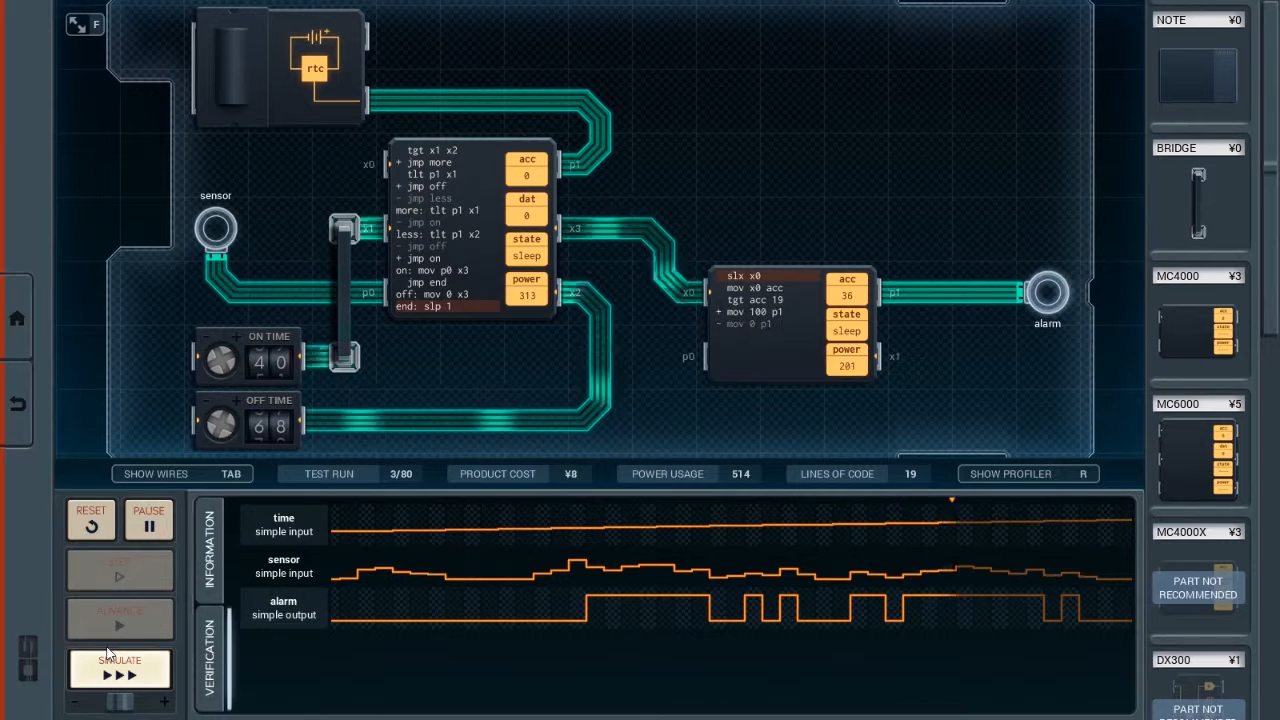 F
rtc
sensor
x0
x1
p0
tgt x1 x2
+ jmp more
tlt p1 x1
+ jmp off
- jmp less
more: tlt p1 x1
- jmp on
less: tlt p1 x2
- jmp off
+ jmp on
on: mov p0 x3
jmp end
off: mov 0 x3
end: slp 1
acc
0
dat
0
state
sleep
power
313
p1
x3
x2
ON TIME
4 0
OFF TIME
6 8
x0
p0
slx x0
mov x0 acc
tgt acc 19
+ mov 100 p1
- mov 0 p1
acc
36
state
sleep
power
201
p1
x1
alarm
SHOW WIRES TAB
TEST RUN 3/80
PRODUCT COST ¥8
POWER USAGE 514
LINES OF CODE 19
SHOW PROFILER R
RESET
PAUSE
STEP
ADVANCE
SIMULATE
- +
INFORMATION
VERIFICATION
time
simple input
sensor
simple input
alarm
simple output
NOTE ¥0
BRIDGE ¥0
MC4000 ¥3
MC6000 ¥5
MC4000X ¥3
PART NOT
RECOMMENDED
DX300 ¥1
PART NOT